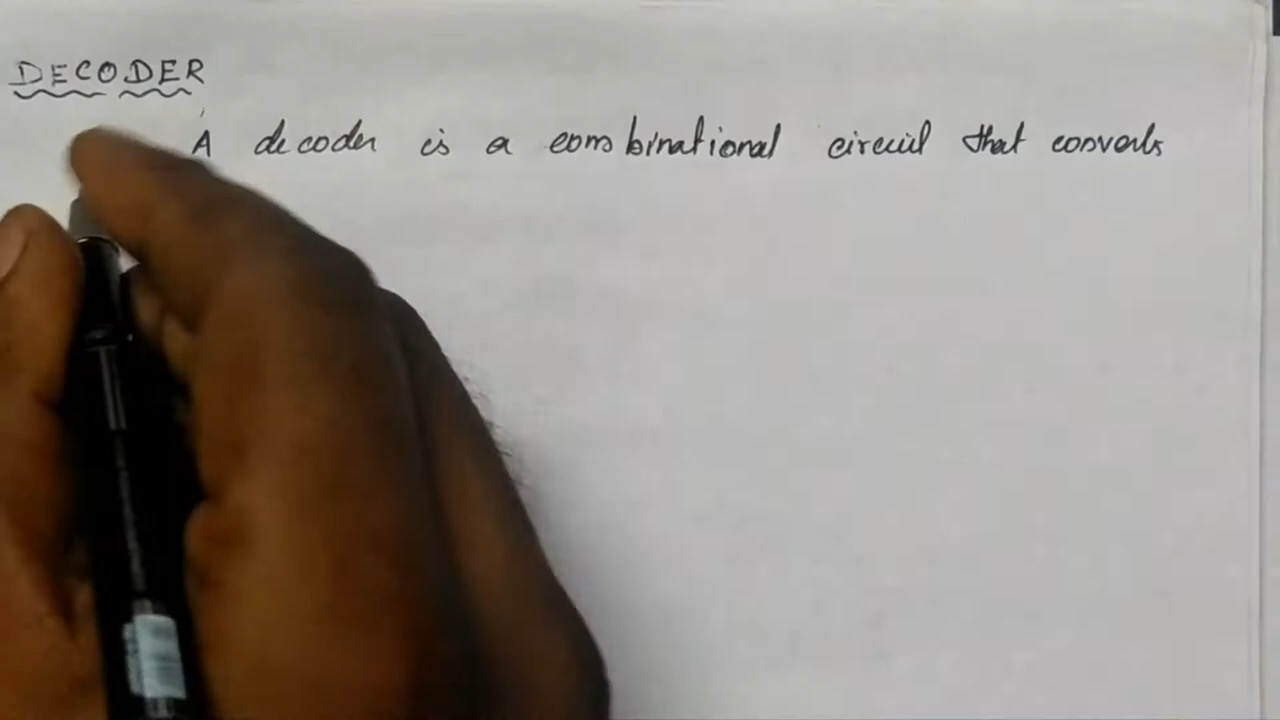 DECODER
A decoder is a combinational circuit that converts